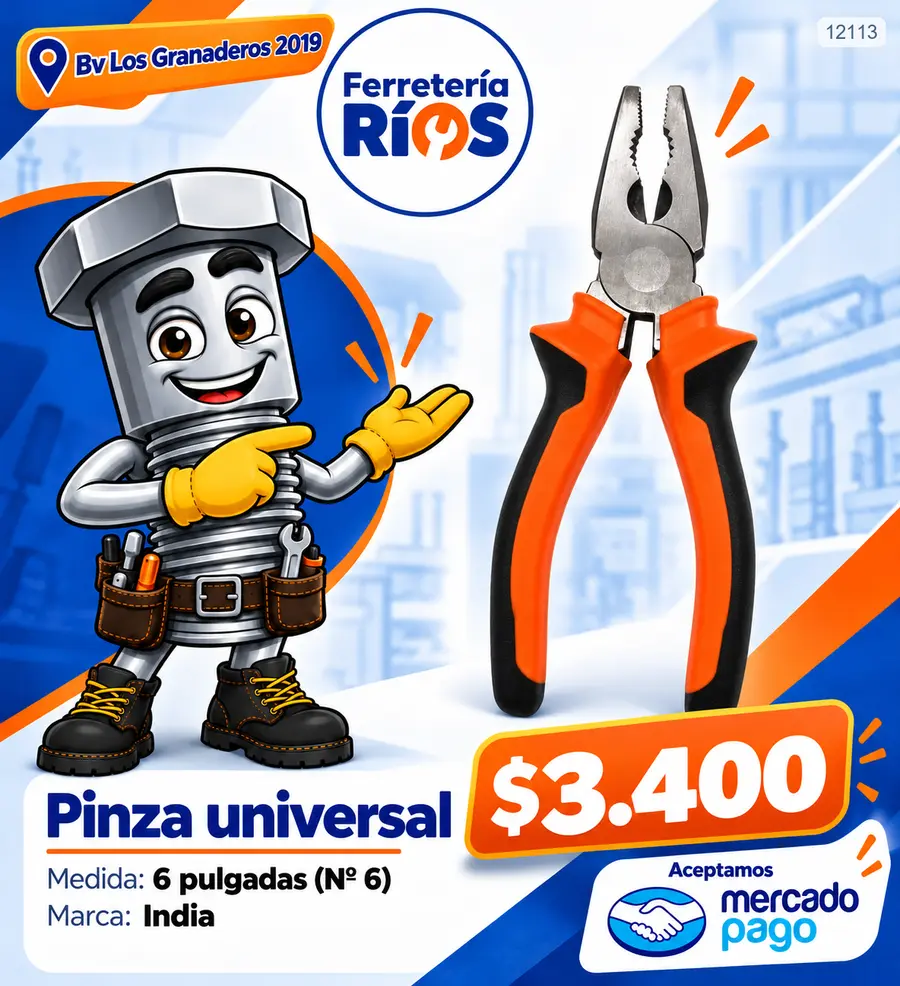 Bv Los Granaderos 2019
Ferretería
RÍOS
12113
$3.400
Pinza universal
Medida: 6 pulgadas (Nº 6)
Marca: India
Aceptamos
mercado
pago